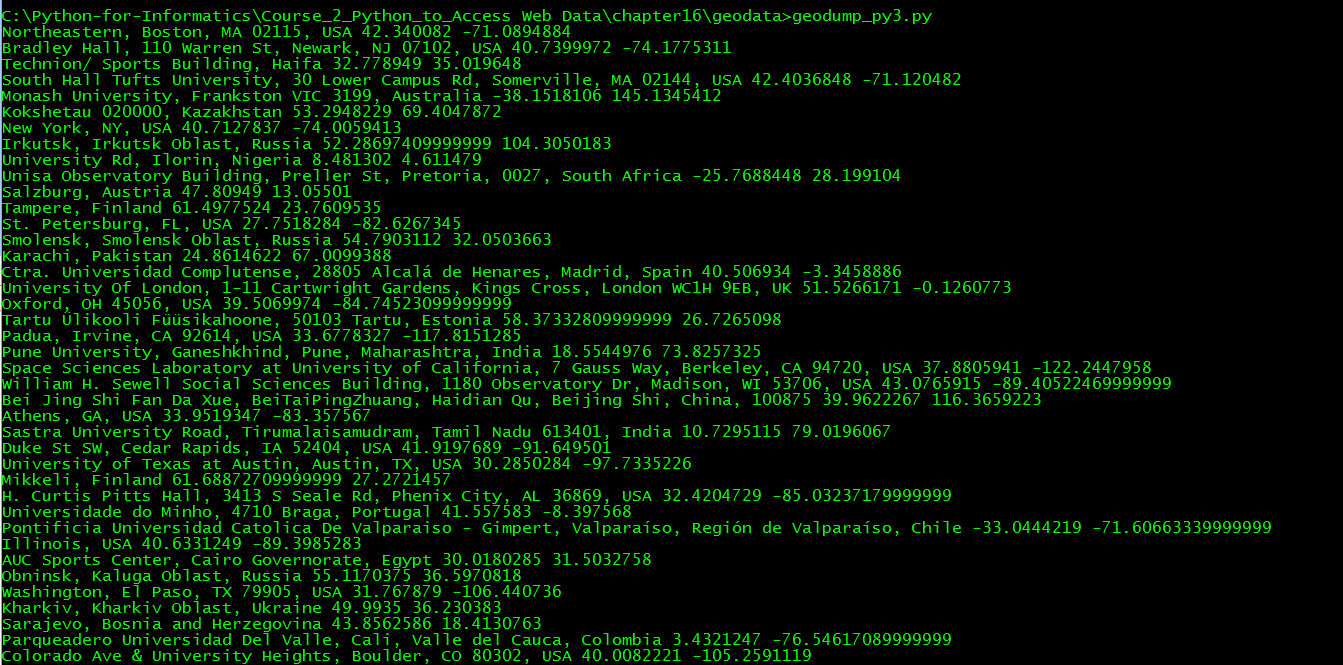 C:\Python-for-Informatics\Course_2_Python_to_Access Web Data\chapter16\geodata>geodump_py3.py
Northeastern, Boston, MA 02115, USA 42.340082 -71.0894884
Bradley Hall, 110 Warren St, Newark, NJ 07102, USA 40.7399972 -74.1775311
Technion/ Sports Building, Haifa 32.778949 35.019648
South Hall Tufts University, 30 Lower Campus Rd, Somerville, MA 02144, USA 42.4036848 -71.120482
Monash University, Frankston VIC 3199, Australia -38.1518106 145.1345412
Kokshetau 020000, Kazakhstan 53.2948229 69.4047872
New York, NY, USA 40.7127837 -74.0059413
Irkutsk, Irkutsk Oblast, Russia 52.28697409999999 104.3050183
University Rd, Ilorin, Nigeria 8.481302 4.611479
Unisa Observatory Building, Preller St, Pretoria, 0027, South Africa -25.7688448 28.199104
Salzburg, Austria 47.80949 13.05501
Tampere, Finland 61.4977524 23.7609535
St. Petersburg, FL, USA 27.7518284 -82.6267345
Smolensk, Smolensk Oblast, Russia 54.7903112 32.0503663
Karachi, Pakistan 24.8614622 67.0099388
Ctra. Universidad Complutense, 28805 Alcalá de Henares, Madrid, Spain 40.506934 -3.3458886
University Of London, 1-11 Cartwright Gardens, Kings Cross, London WC1H 9EB, UK 51.5266171 -0.1260773
Oxford, OH 45056, USA 39.5069974 -84.74523099999999
Tartu Ülikooli Füüsikahoone, 50103 Tartu, Estonia 58.37332809999999 26.7265098
Padua, Irvine, CA 92614, USA 33.6778327 -117.8151285
Pune University, Ganeshkhind, Pune, Maharashtra, India 18.5544976 73.8257325
Space Sciences Laboratory at University of California, 7 Gauss Way, Berkeley, CA 94720, USA 37.8805941 -122.2447958
William H. Sewell Social Sciences Building, 1180 Observatory Dr, Madison, WI 53706, USA 43.0765915 -89.40522469999999
Bei Jing Shi Fan Da Xue, BeiTaiPingZhuang, Haidian Qu, Beijing Shi, China, 100875 39.9622267 116.3659223
Athens, GA, USA 33.9519347 -83.357567
Sastra University Road, Tirumalaisamudram, Tamil Nadu 613401, India 10.7295115 79.0196067
Duke St SW, Cedar Rapids, IA 52404, USA 41.9197689 -91.649501
University of Texas at Austin, Austin, TX, USA 30.2850284 -97.7335226
Mikkeli, Finland 61.68872709999999 27.2721457
H. Curtis Pitts Hall, 3413 S Seale Rd, Phenix City, AL 36869, USA 32.4204729 -85.03237179999999
Universidade do Minho, 4710 Braga, Portugal 41.557583 -8.397568
Pontificia Universidad Catolica De Valparaiso - Gimpert, Valparaíso, Región de Valparaíso, Chile -33.0444219 -71.60663339999999
Illinois, USA 40.6331249 -89.3985283
AUC Sports Center, Cairo Governorate, Egypt 30.0180285 31.5032758
Obninsk, Kaluga Oblast, Russia 55.1170375 36.5970818
Washington, El Paso, TX 79905, USA 31.767879 -106.440736
Kharkiv, Kharkiv Oblast, Ukraine 49.9935 36.230383
Sarajevo, Bosnia and Herzegovina 43.8562586 18.4130763
Parqueadero Universidad Del Valle, Cali, Valle del Cauca, Colombia 3.4321247 -76.54617089999999
Colorado Ave & University Heights, Boulder, CO 80302, USA 40.0082221 -105.2591119